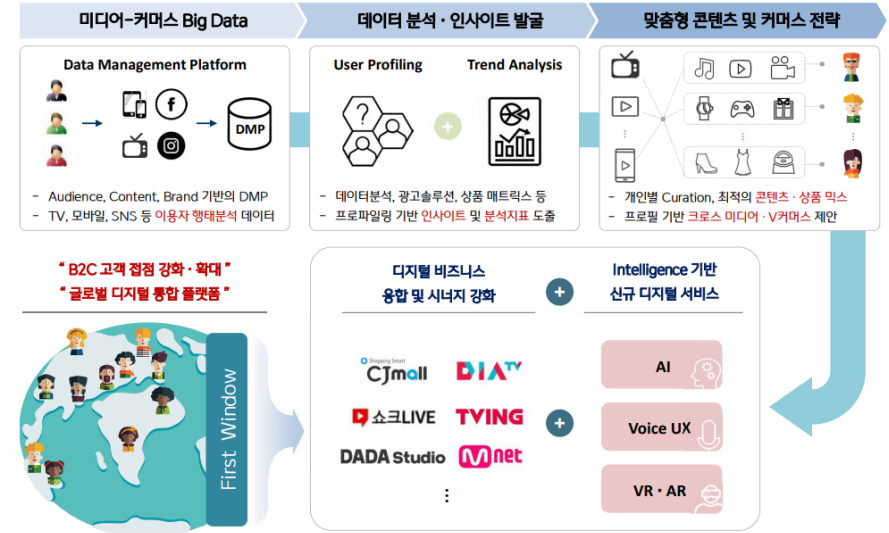 미디어-커머스 Big Data
데이터 분석 · 인사이트 발굴
맞춤형 콘텐츠 및 커머스 전략
Data Management Platform
DMP
- Audience, Content, Brand 기반의 DMP
- TV, 모바일, SNS 등 이용자 행태분석 데이터
User Profiling
Trend Analysis
- 데이터분석, 광고솔루션, 상품 매트릭스 등
- 프로파일링 기반 인사이트 및 분석지표 도출
- 개인별 Curation, 최적의 콘텐츠 · 상품 믹스
- 프로필 기반 크로스 미디어 · V커머스 제안
“ B2C 고객 접점 강화 · 확대 ”
“ 글로벌 디지털 통합 플랫폼 ”
First Window
디지털 비즈니스
융합 및 시너지 강화
Intelligence 기반
신규 디지털 서비스
Shopping Smart
CJmall
DIA TV
쇼크LIVE
TVING
DADA Studio
Mnet
AI
Voice UX
VR · AR